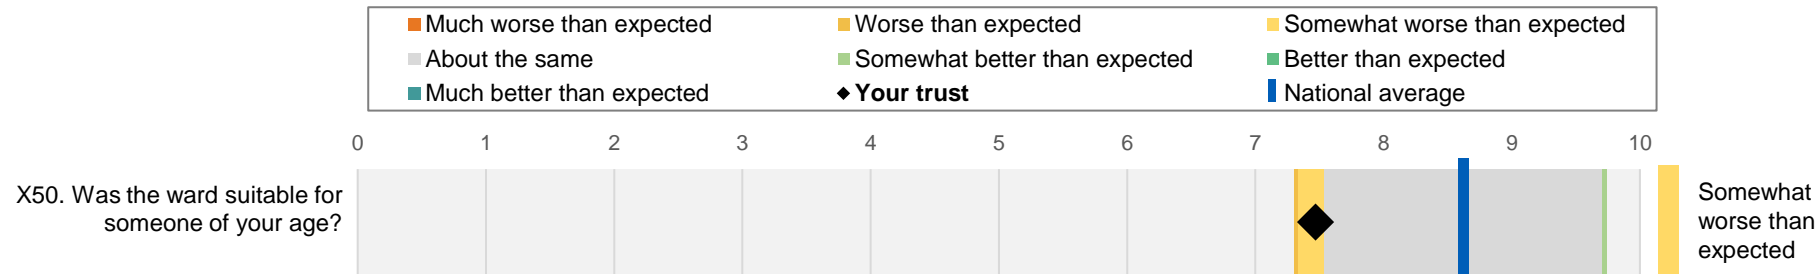 Much worse than expected
Worse than expected
Somewhat worse than expected
About the same
Somewhat better than expected
Better than expected
Much better than expected
Your trust
National average
0 1 2 3 4 5 6 7 8 9 10
X50. Was the ward suitable for
someone of your age?
Somewhat
worse than
expected